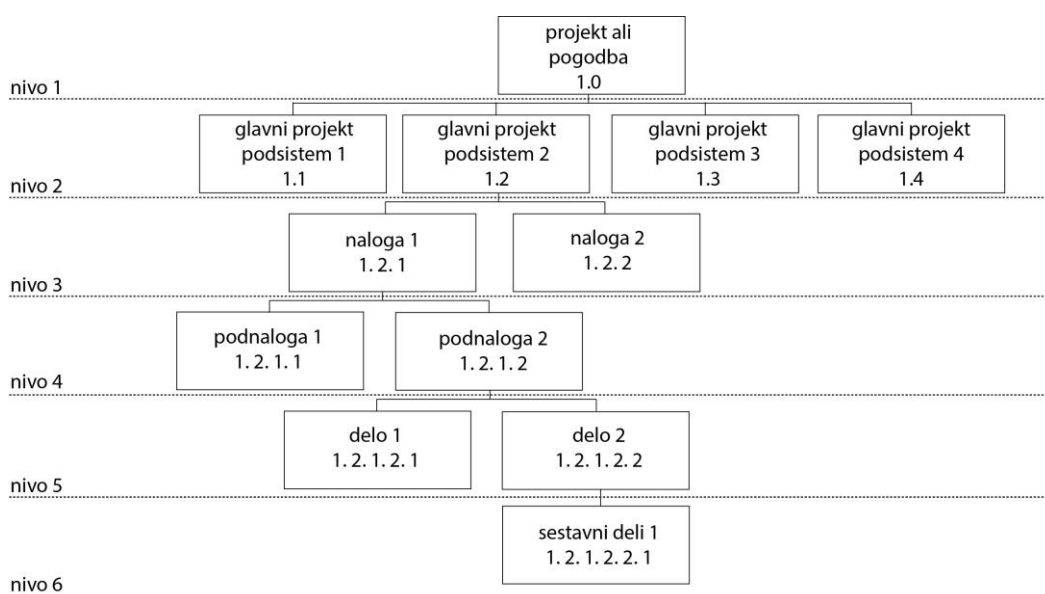 projekt ali
pogodba
1.0
nivo 1
glavni projekt
podsistem 1
1.1
glavni projekt
podsistem 2
1.2
glavni projekt
podsistem 3
1.3
glavni projekt
podsistem 4
1.4
nivo 2
naloga 1
1. 2. 1
naloga 2
1. 2. 2
nivo 3
podnaloga 1
1. 2. 1. 1
podnaloga 2
1. 2. 1. 2
nivo 4
delo 1
1. 2. 1. 2. 1
delo 2
1. 2. 1. 2. 2
nivo 5
sestavni deli 1
1. 2. 1. 2. 2. 1
nivo 6